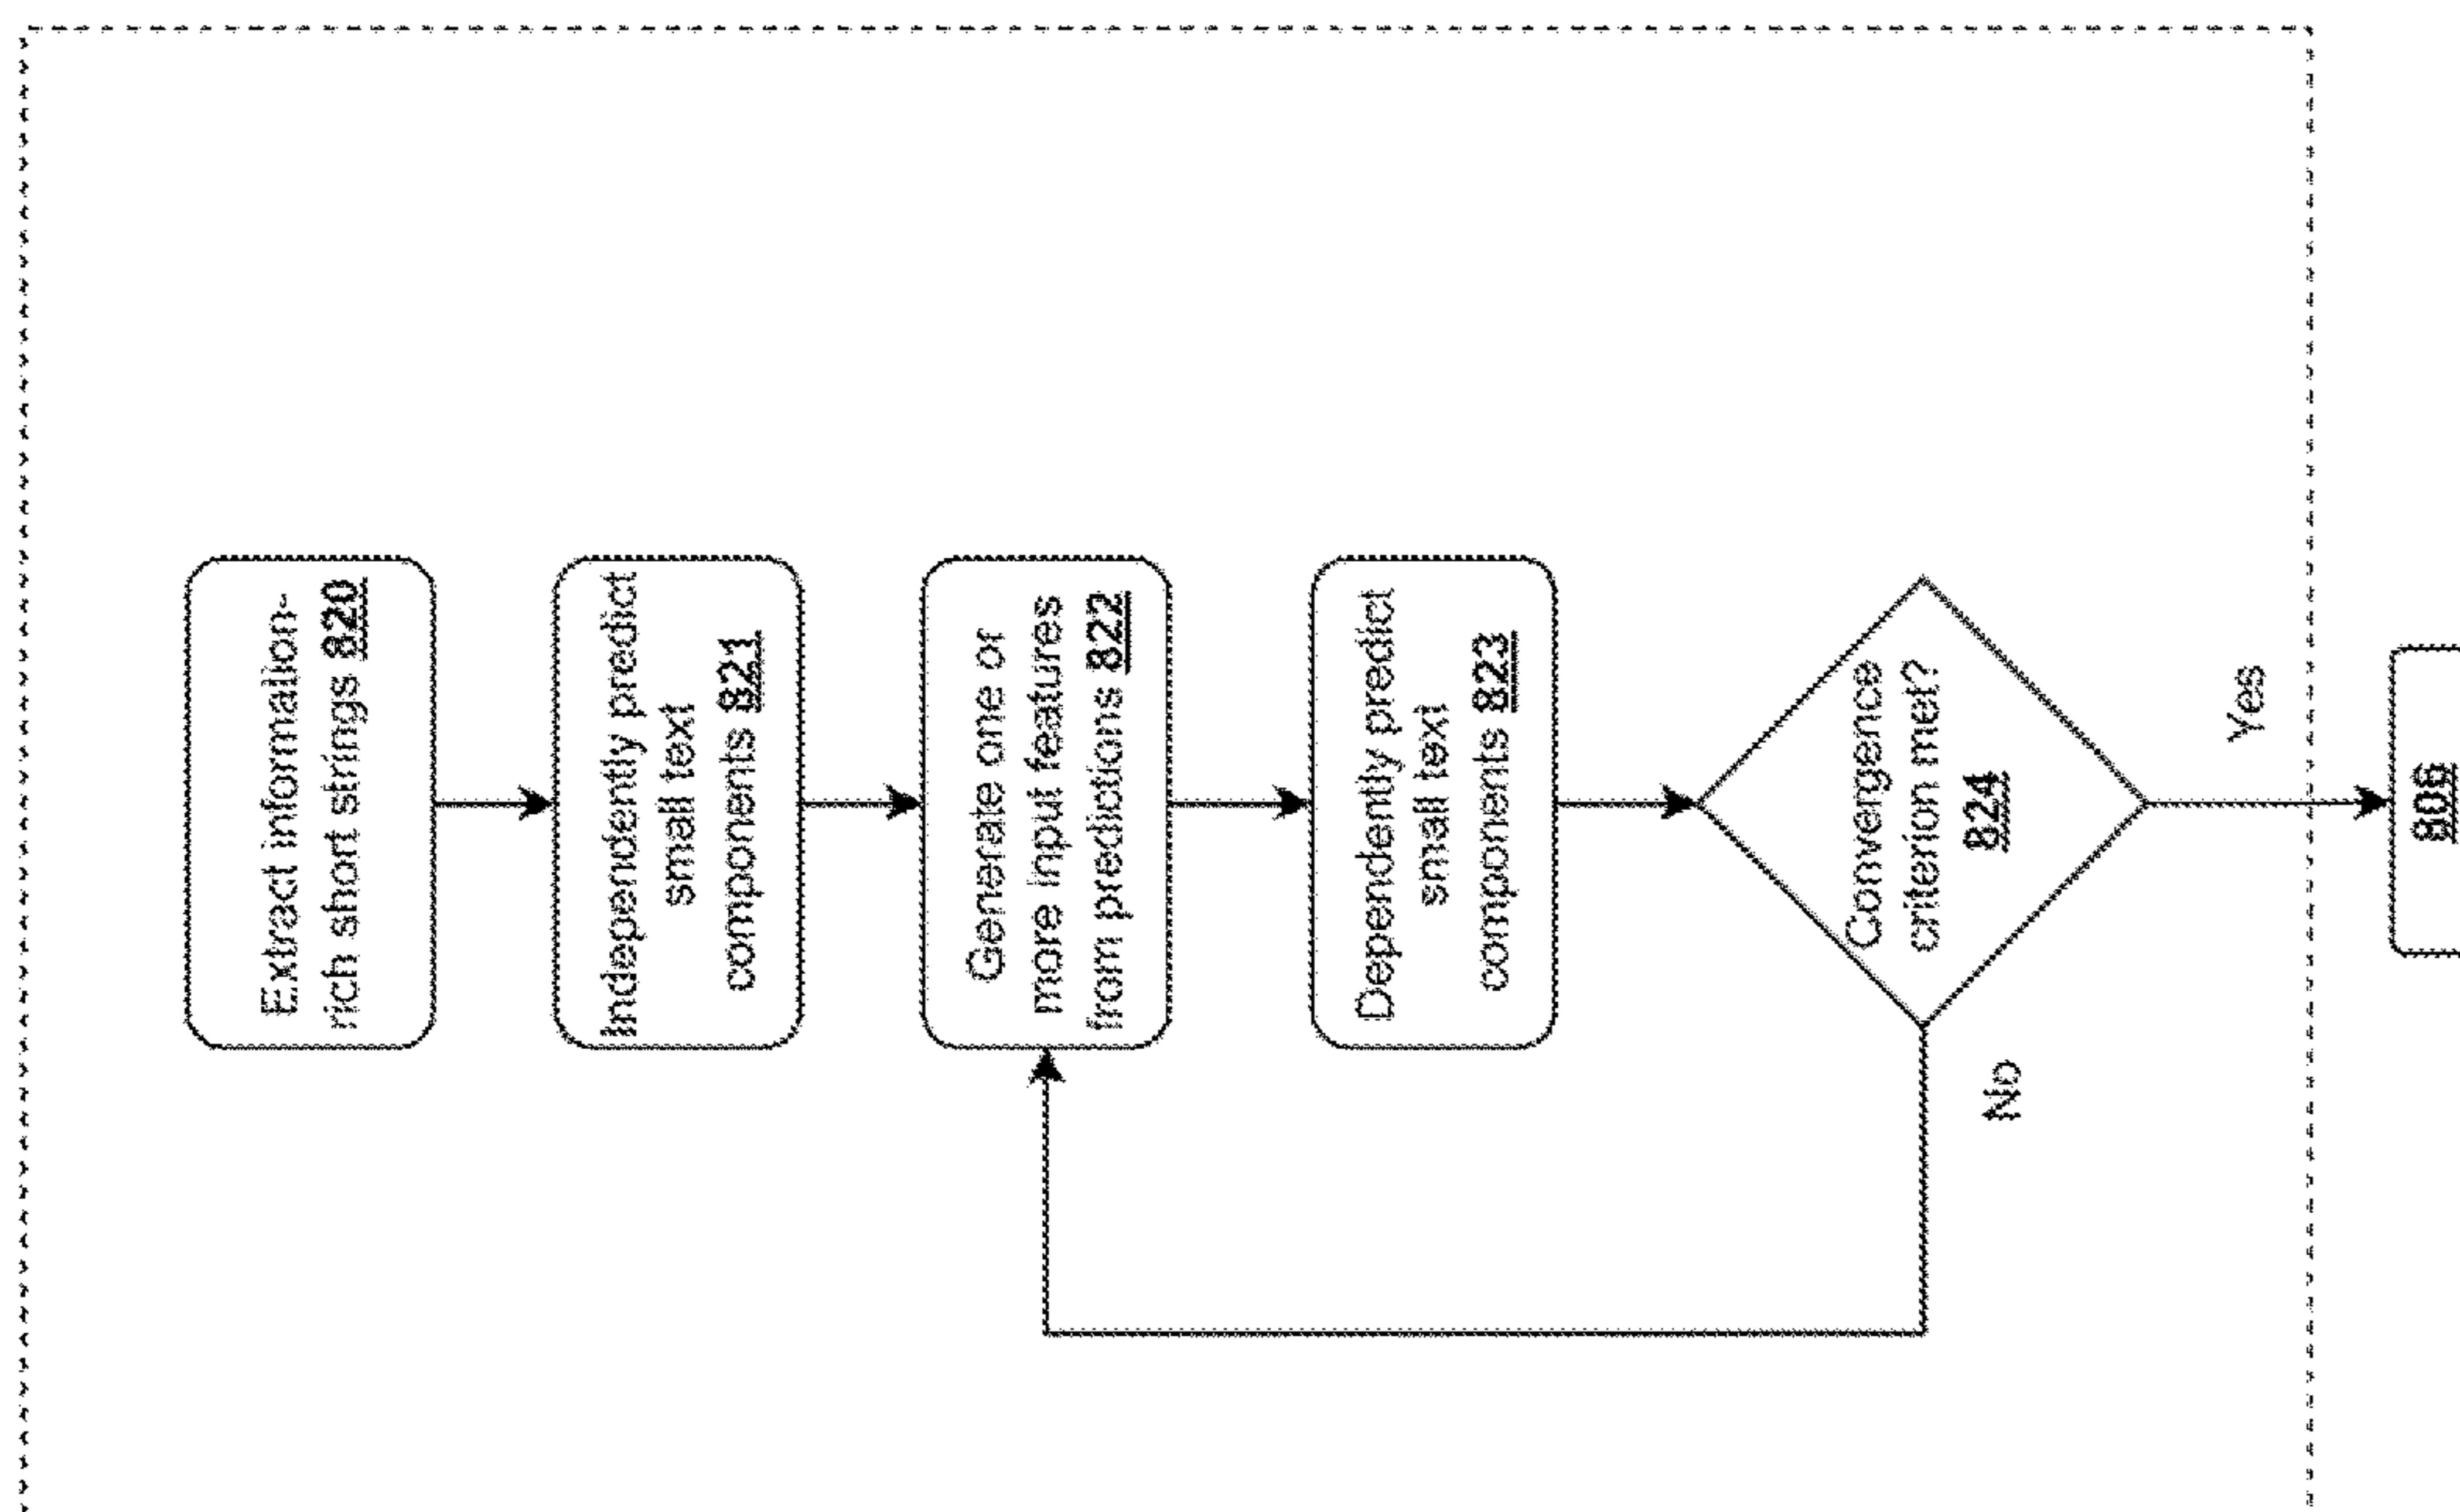 Extract information-
rich short strings 820
Independently predict
small text
components 821
Generate one or
more input features
from predictions 822
Dependently predict
small text
components 823
Convergence
criterion met?
824
No
Yes
806